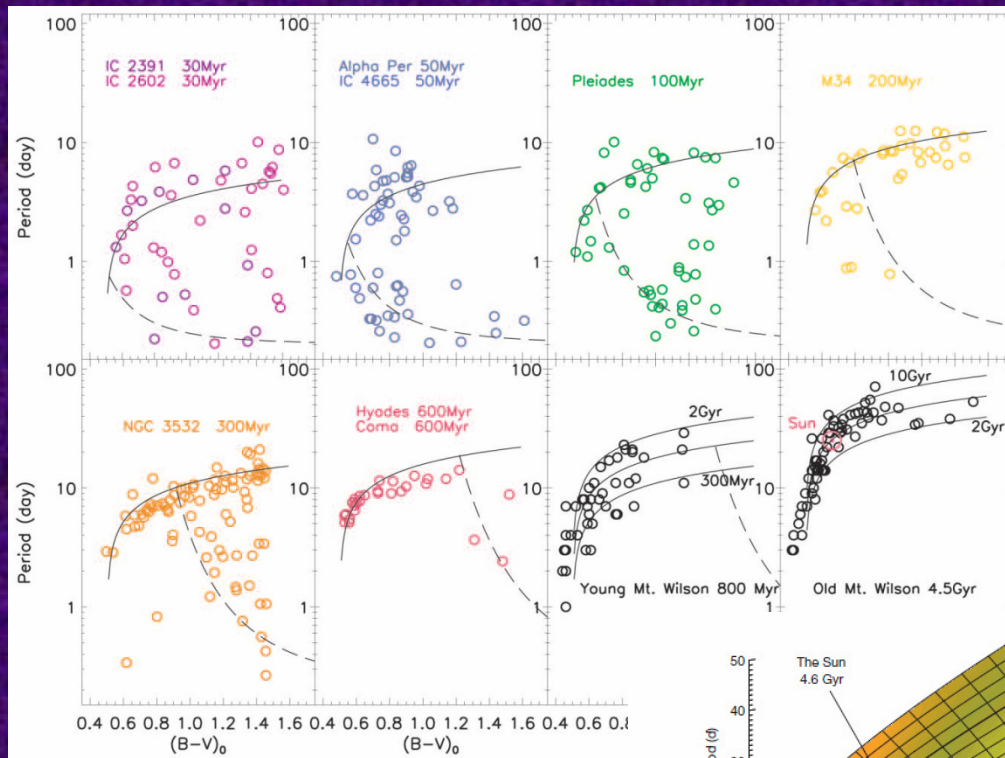 100
10
1
Period (day)
IC 2391 30Myr
IC 2602 30Myr
100
Alpha Per 50Myr
IC 4665 50Myr
10
1
100
Pleiades 100Myr
10
1
100
M34 200Myr
10
1
100
10
1
Period (day)
NGC 3532 300Myr
0.4 0.6 0.8 1.0 1.2 1.4 1.6
(B-V)₀
100
Hyades 600Myr
Coma 600Myr
10
1
0.4 0.6 0.8 1.0 1.2 1.4 1.6
(B-V)₀
100
2Gyr
10
300Myr
1
Young Mt. Wilson 800 Myr
0.4 0.6 0.8
100
10Gyr
Sun
2Gyr
10
1
Old Mt. Wilson 4.5Gyr
50
40
The Sun
4.6 Gyr